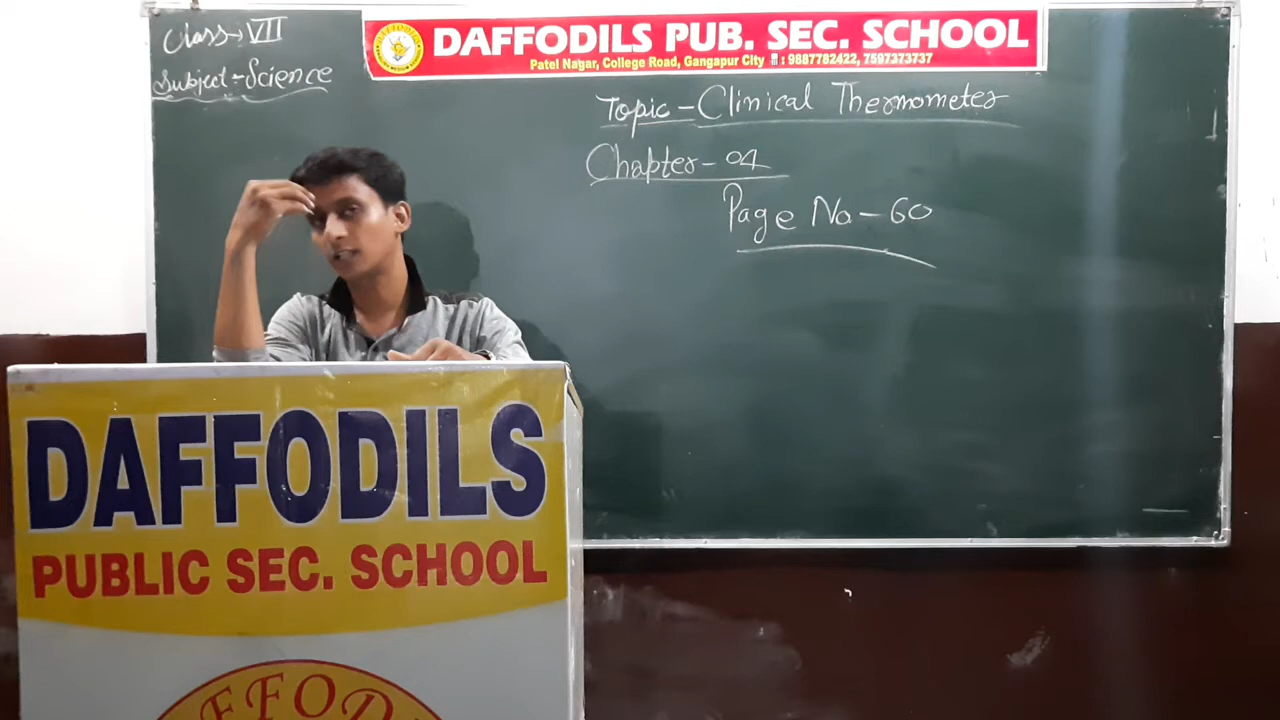 Class → VII
Subject - Science
DAFFODILS PUB. SEC. SCHOOL
Patel Nagar, College Road, Gangapur City : 9887782422, 7597373737
Topic - Clinical Thermometer
Chapter - 04
Page No - 60
DAFFODILS
PUBLIC SEC. SCHOOL